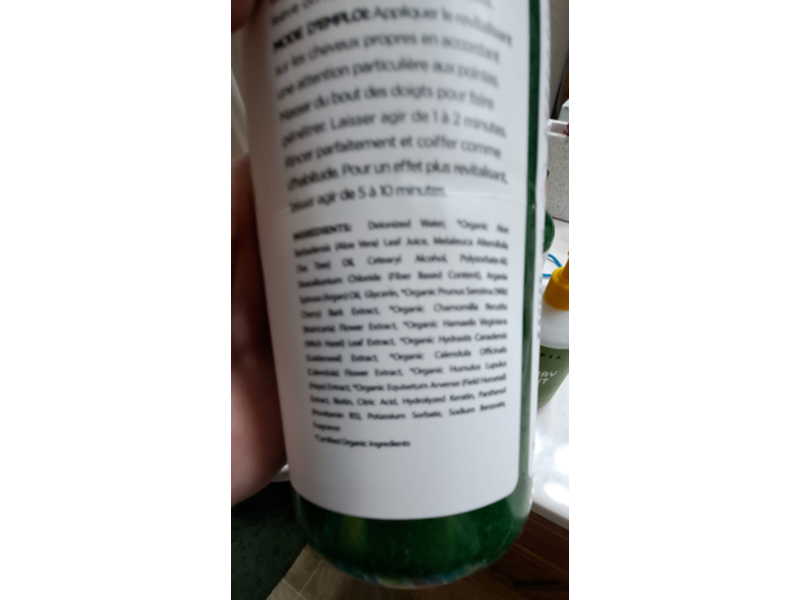 MODE D'EMPLOI: Appliquer le revitalisant
sur les cheveux propres en accordant
une attention particulière aux pointes.
Masser du bout des doigts pour faire
pénétrer. Laisser agir de 1 à 2 minutes.
Rincer parfaitement et coiffer comme
d'habitude. Pour un effet plus revitalisant,
laisser agir de 5 à 10 minutes.
INGREDIENTS: Deionized Water, *Organic Aloe
Barbadensis (Aloe Vera) Leaf Juice, Melaleuca Alternifolia
(Tea Tree) Oil, Cetearyl Alcohol, Polysorbate-60,
Chloride (Fiber Based Content), Argania
Spinosa (Argan) Oil, Glycerin, *Organic Prunus Serotina (Wild
Cherry) Bark Extract, *Organic Chamomilla Recutita
(Matricaria) Flower Extract, *Organic Hamamelis Virginiana
(Witch Hazel) Leaf Extract, *Organic Hydrastis Canadensis
(Goldenseal) Extract, *Organic Calendula Officinalis
(Calendula) Flower Extract, *Organic Humulus Lupulus
(Hops) Extract, *Organic Equisetum Arvense (Field Horsetail)
Extract, Biotin, Citric Acid, Hydrolyzed Keratin, Panthenol
(Provitamin B5), Potassium Sorbate, Sodium Benzoate,
Fragrance
*Certified Organic Ingredients